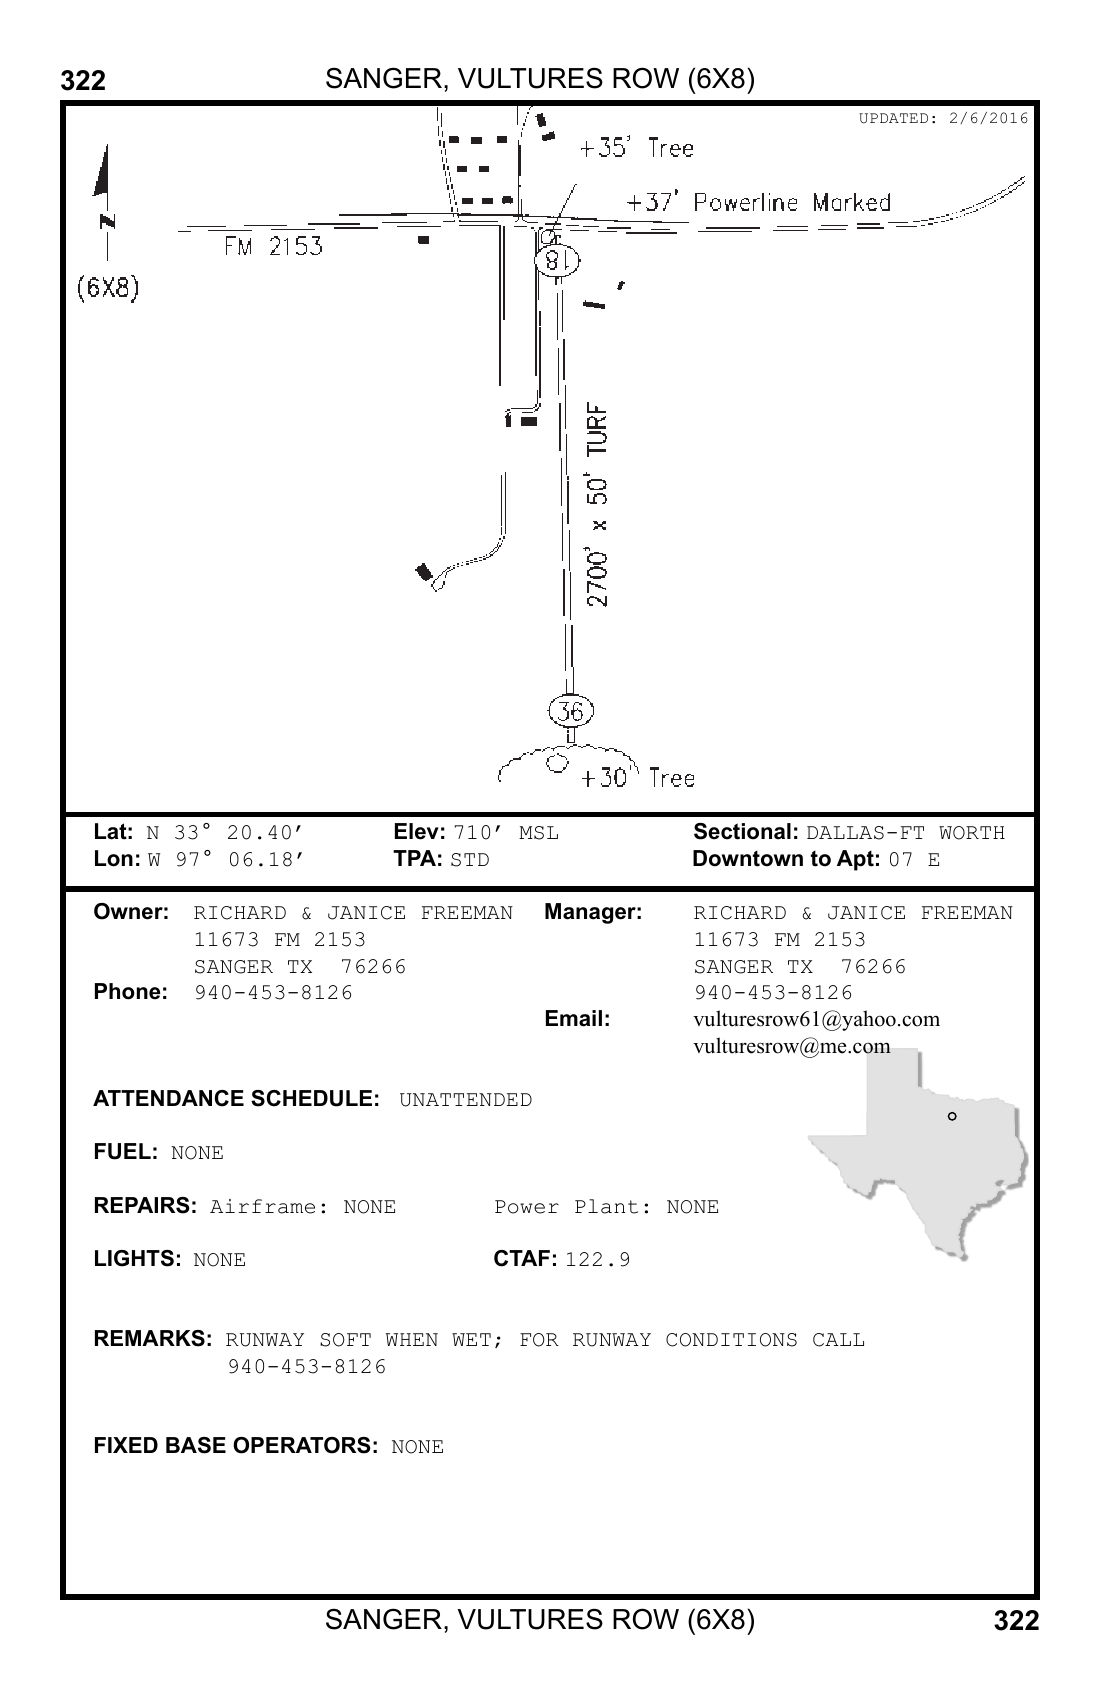 322 SANGER, VULTURES ROW (6X8)
UPDATED: 2/6/2016
+35' Tree
+37' Powerline Marked
N
FM 2153
18
(6X8)
2700' x 50' TURF
36
+30' Tree
Lat: N 33° 20.40′ Elev: 710′ MSL Sectional: DALLAS-FT WORTH
Lon: W 97° 06.18′ TPA: STD Downtown to Apt: 07 E
Owner: RICHARD & JANICE FREEMAN Manager: RICHARD & JANICE FREEMAN
11673 FM 2153 11673 FM 2153
SANGER TX 76266 SANGER TX 76266
Phone: 940-453-8126 940-453-8126
Email: vulturesrow61@yahoo.com
vulturesrow@me.com
ATTENDANCE SCHEDULE: UNATTENDED
FUEL: NONE
REPAIRS: Airframe: NONE Power Plant: NONE
LIGHTS: NONE CTAF: 122.9
REMARKS: RUNWAY SOFT WHEN WET; FOR RUNWAY CONDITIONS CALL
940-453-8126
FIXED BASE OPERATORS: NONE
SANGER, VULTURES ROW (6X8) 322